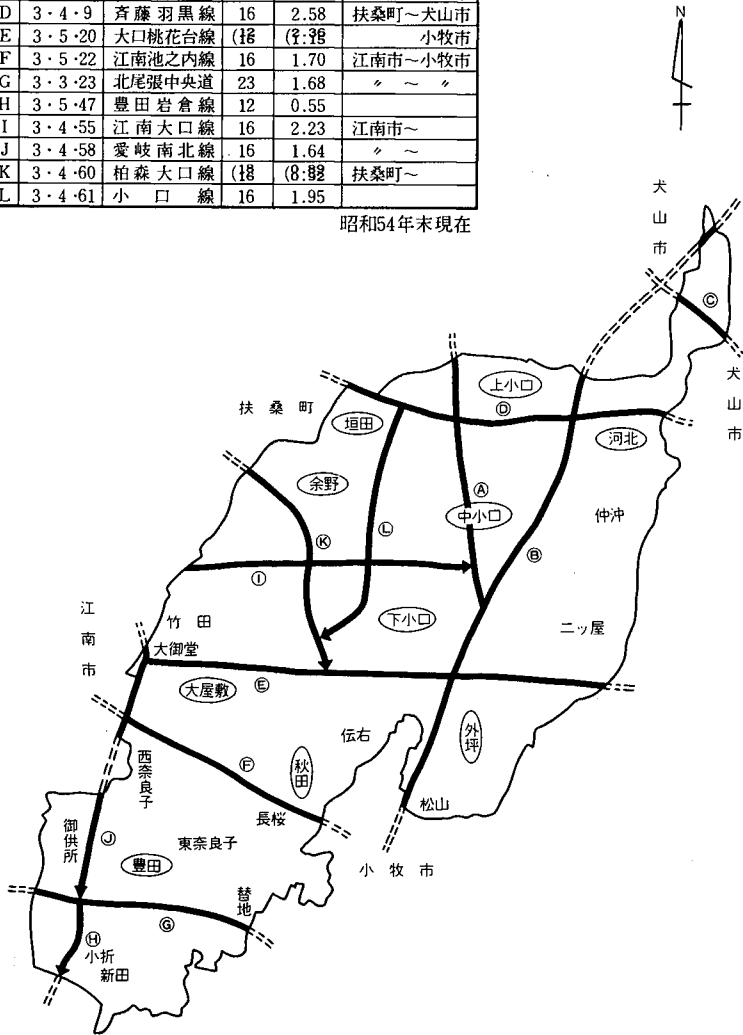 D 3・4・9 斉藤羽黒線 16 2.58 扶桑町～犬山市
E 3・5・20 大口桃花台線 小牧市
F 3・5・22 江南池之内線 16 1.70 江南市～小牧市
G 3・3・23 北尾張中央道 23 1.68 〃 ～ 〃
H 3・5・47 豊田岩倉線 12 0.55
I 3・4・55 江南大口線 16 2.23 江南市～
J 3・4・58 愛岐南北線 16 1.64 〃 ～
K 3・4・60 柏森大口線 扶桑町～
L 3・4・61 小口線 16 1.95
昭和54年末現在
N
犬山市
Ⓒ
犬山市
上小口
扶桑町
Ⓓ
垣田
河北
余野
Ⓐ
中小口
仲沖
Ⓛ
Ⓚ
Ⓑ
Ⓘ
江南市
竹田
下小口
二ッ屋
大御堂
大屋敷
Ⓔ
伝右
外坪
西奈良子
Ⓕ
秋田
松山
長桜
御供所
Ⓙ
東奈良子
豊田
小牧市
替地
Ⓖ
Ⓗ
小折
新田